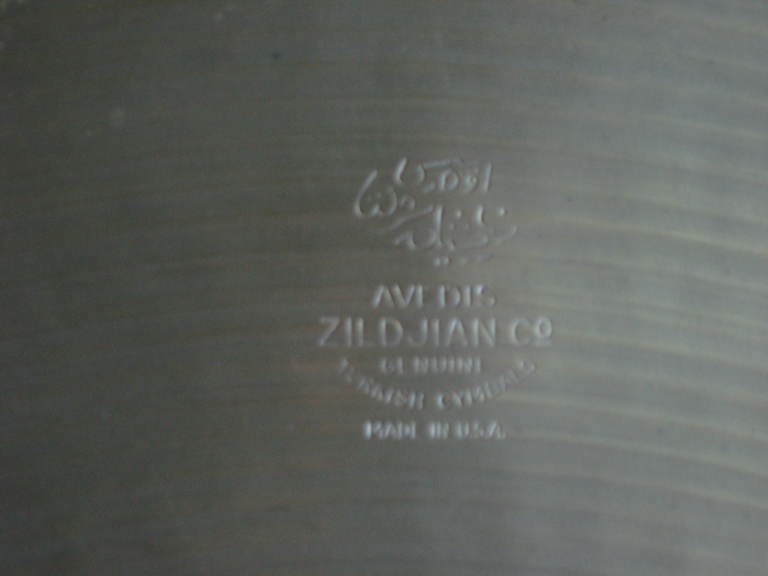 AVEDIS
ZILDJIAN CO
GENUINE
TURKISH CYMBALS
MADE IN U.S.A.